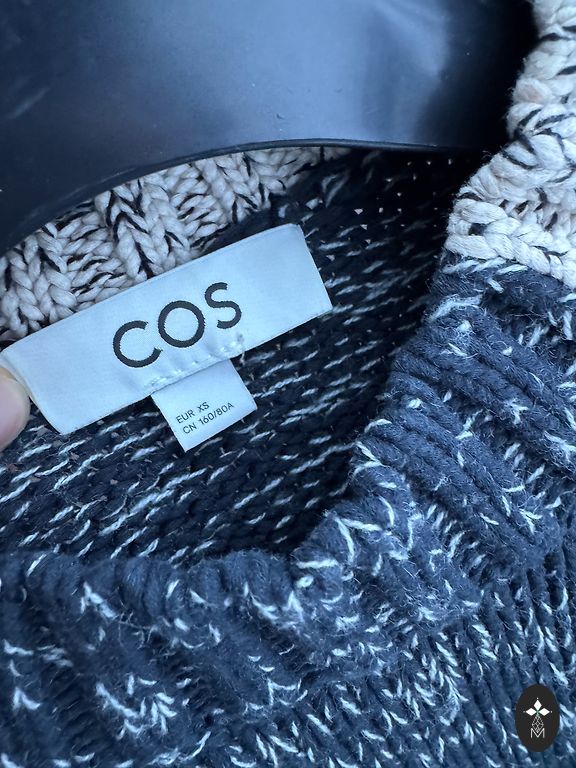 COS
EUR XS
CN 160/80A
M